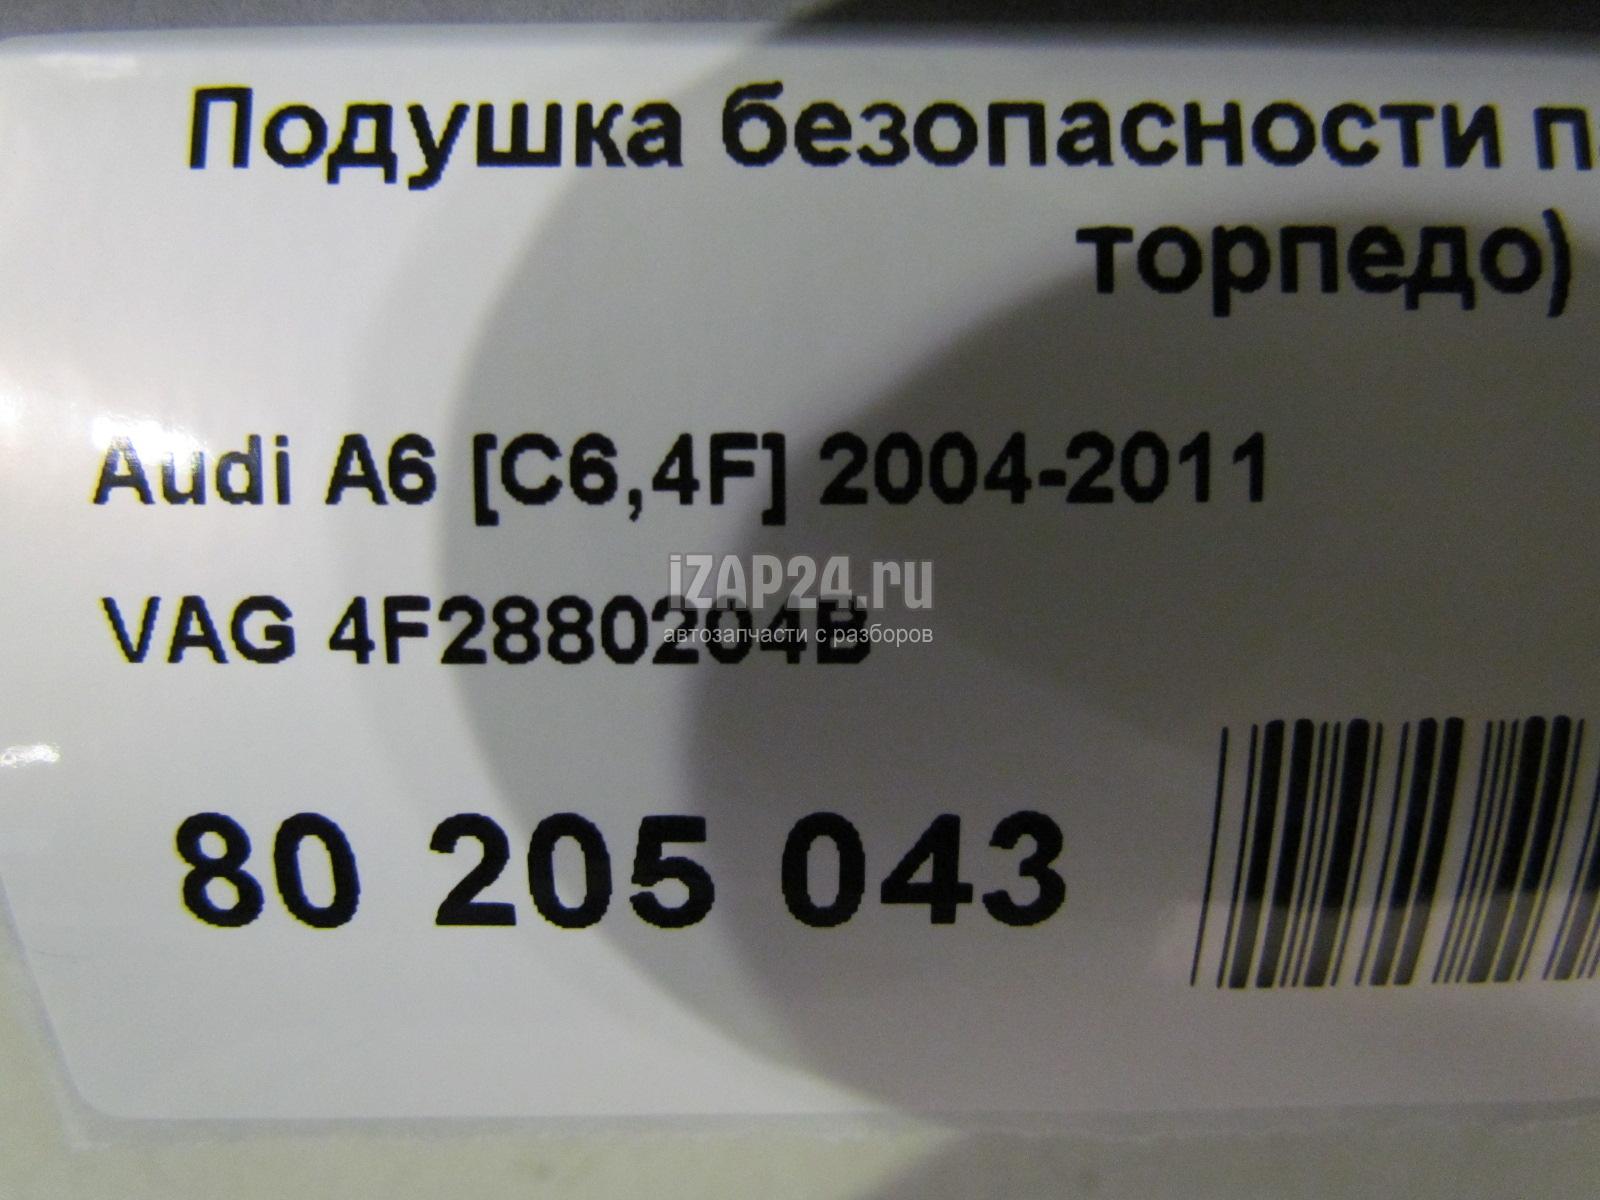 Подушка безопасности
торпедо)
Audi A6 [C6,4F] 2004-2011
iZAP24.ru
VAG 4F2880204B
автозапчасти с разборов
80 205 043